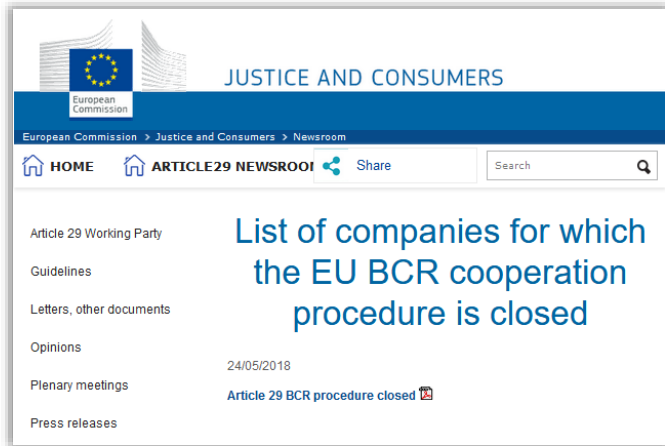 European
Commission
JUSTICE AND CONSUMERS
European Commission > Justice and Consumers > Newsroom
HOME
ARTICLE29 NEWSROO
Share
Search
Article 29 Working Party
Guidelines
Letters, other documents
Opinions
Plenary meetings
Press releases
List of companies for which
the EU BCR cooperation
procedure is closed
24/05/2018
Article 29 BCR procedure closed